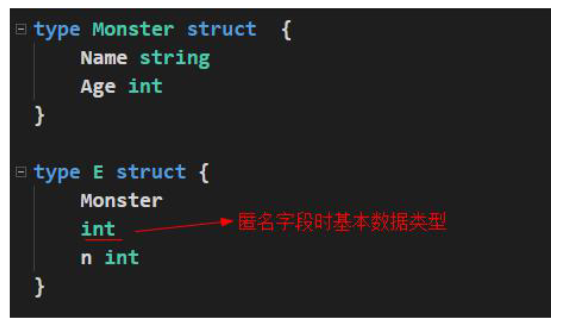 type Monster struct {
Name string
Age int
}
type E struct {
Monster
int 匿名字段时基本数据类型
n int
}